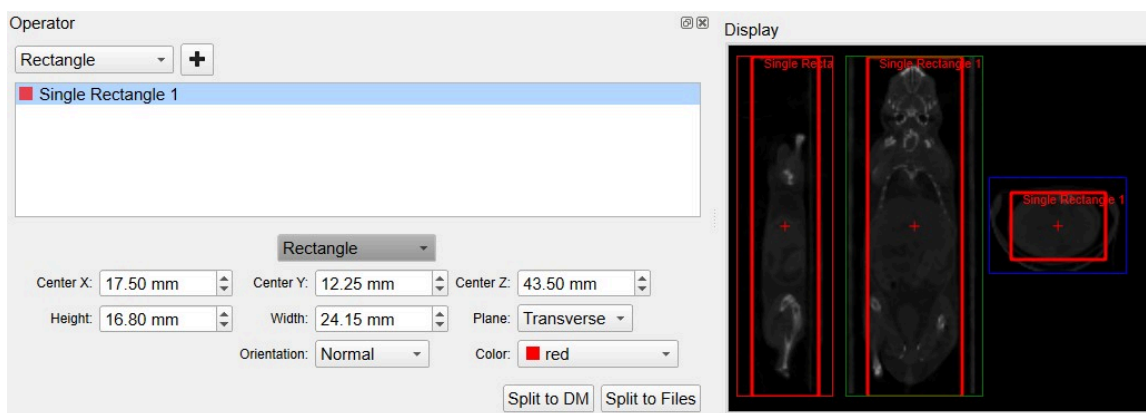 Operator
Rectangle
Single Rectangle 1
Rectangle
Center X: 17.50 mm Center Y: 12.25 mm Center Z: 43.50 mm
Height: 16.80 mm Width: 24.15 mm Plane: Transverse
Orientation: Normal Color: red
Split to DM Split to Files
Display
Single Recta
Single Rectangle 1
Single Rectangle 1